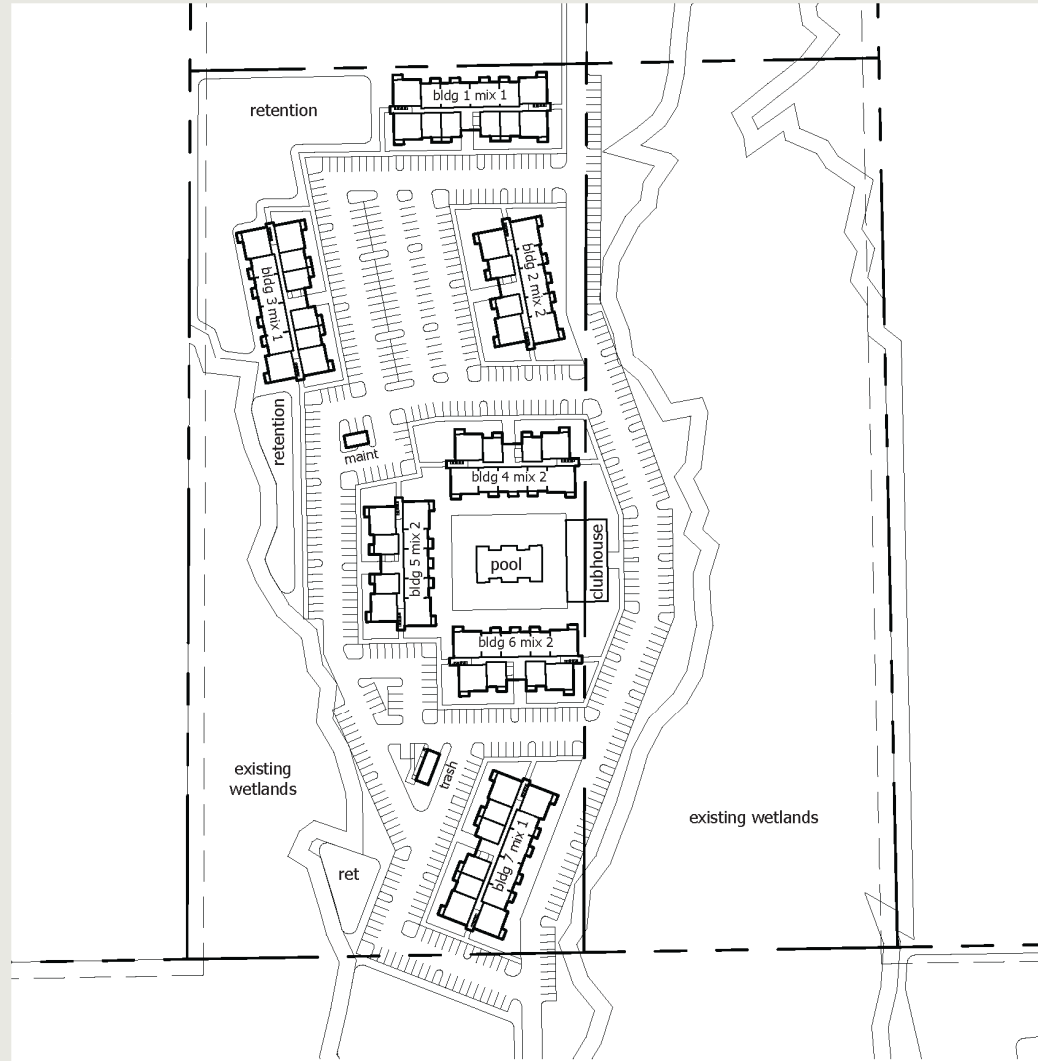 bldg 1 mix 1
retention
bldg 2 mix 2
bldg 3 mix 1
retention
maint
bldg 4 mix 2
bldg 5 mix 2
pool
clubhouse
bldg 6 mix 2
existing
wetlands
trash
existing wetlands
bldg 7 mix 1
ret